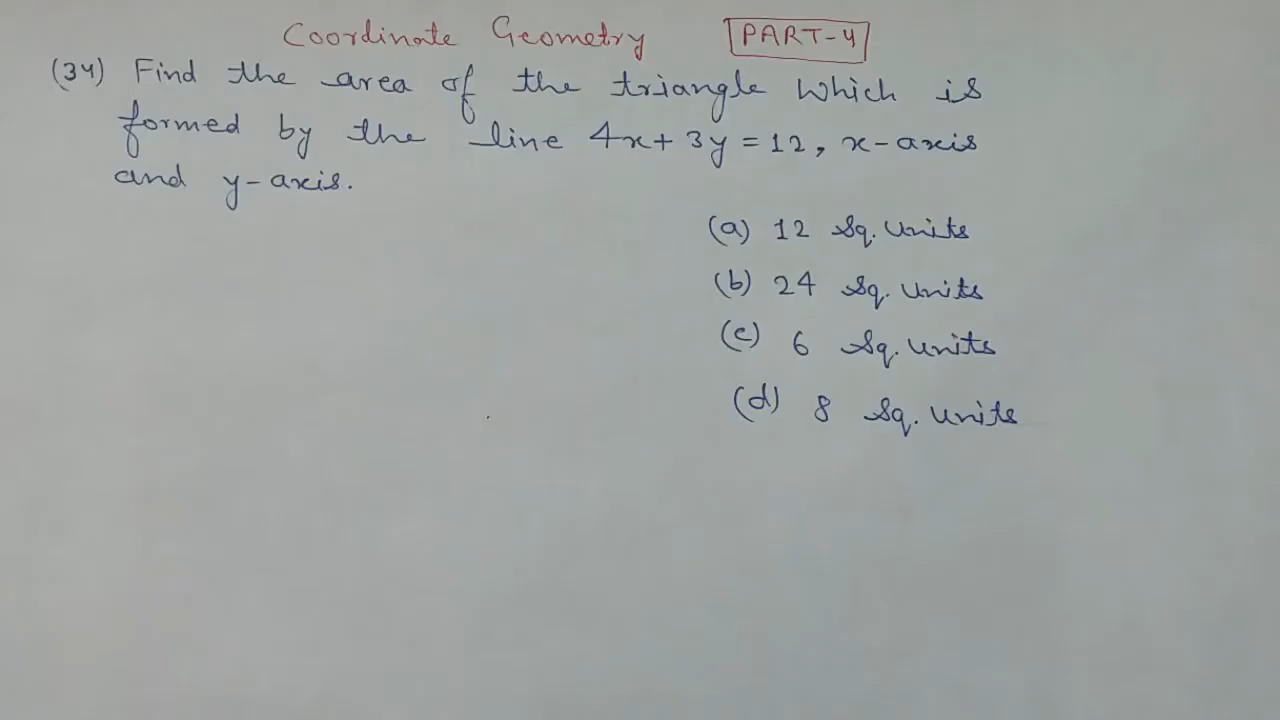 Coordinate Geometry PART-4
(34) Find the area of the triangle which is
formed by the line 4x+3y=12, x-axis
and y-axis.
(a) 12 Sq. Units
(b) 24 Sq. Units
(c) 6 Sq. Units
(d) 8 Sq. Units